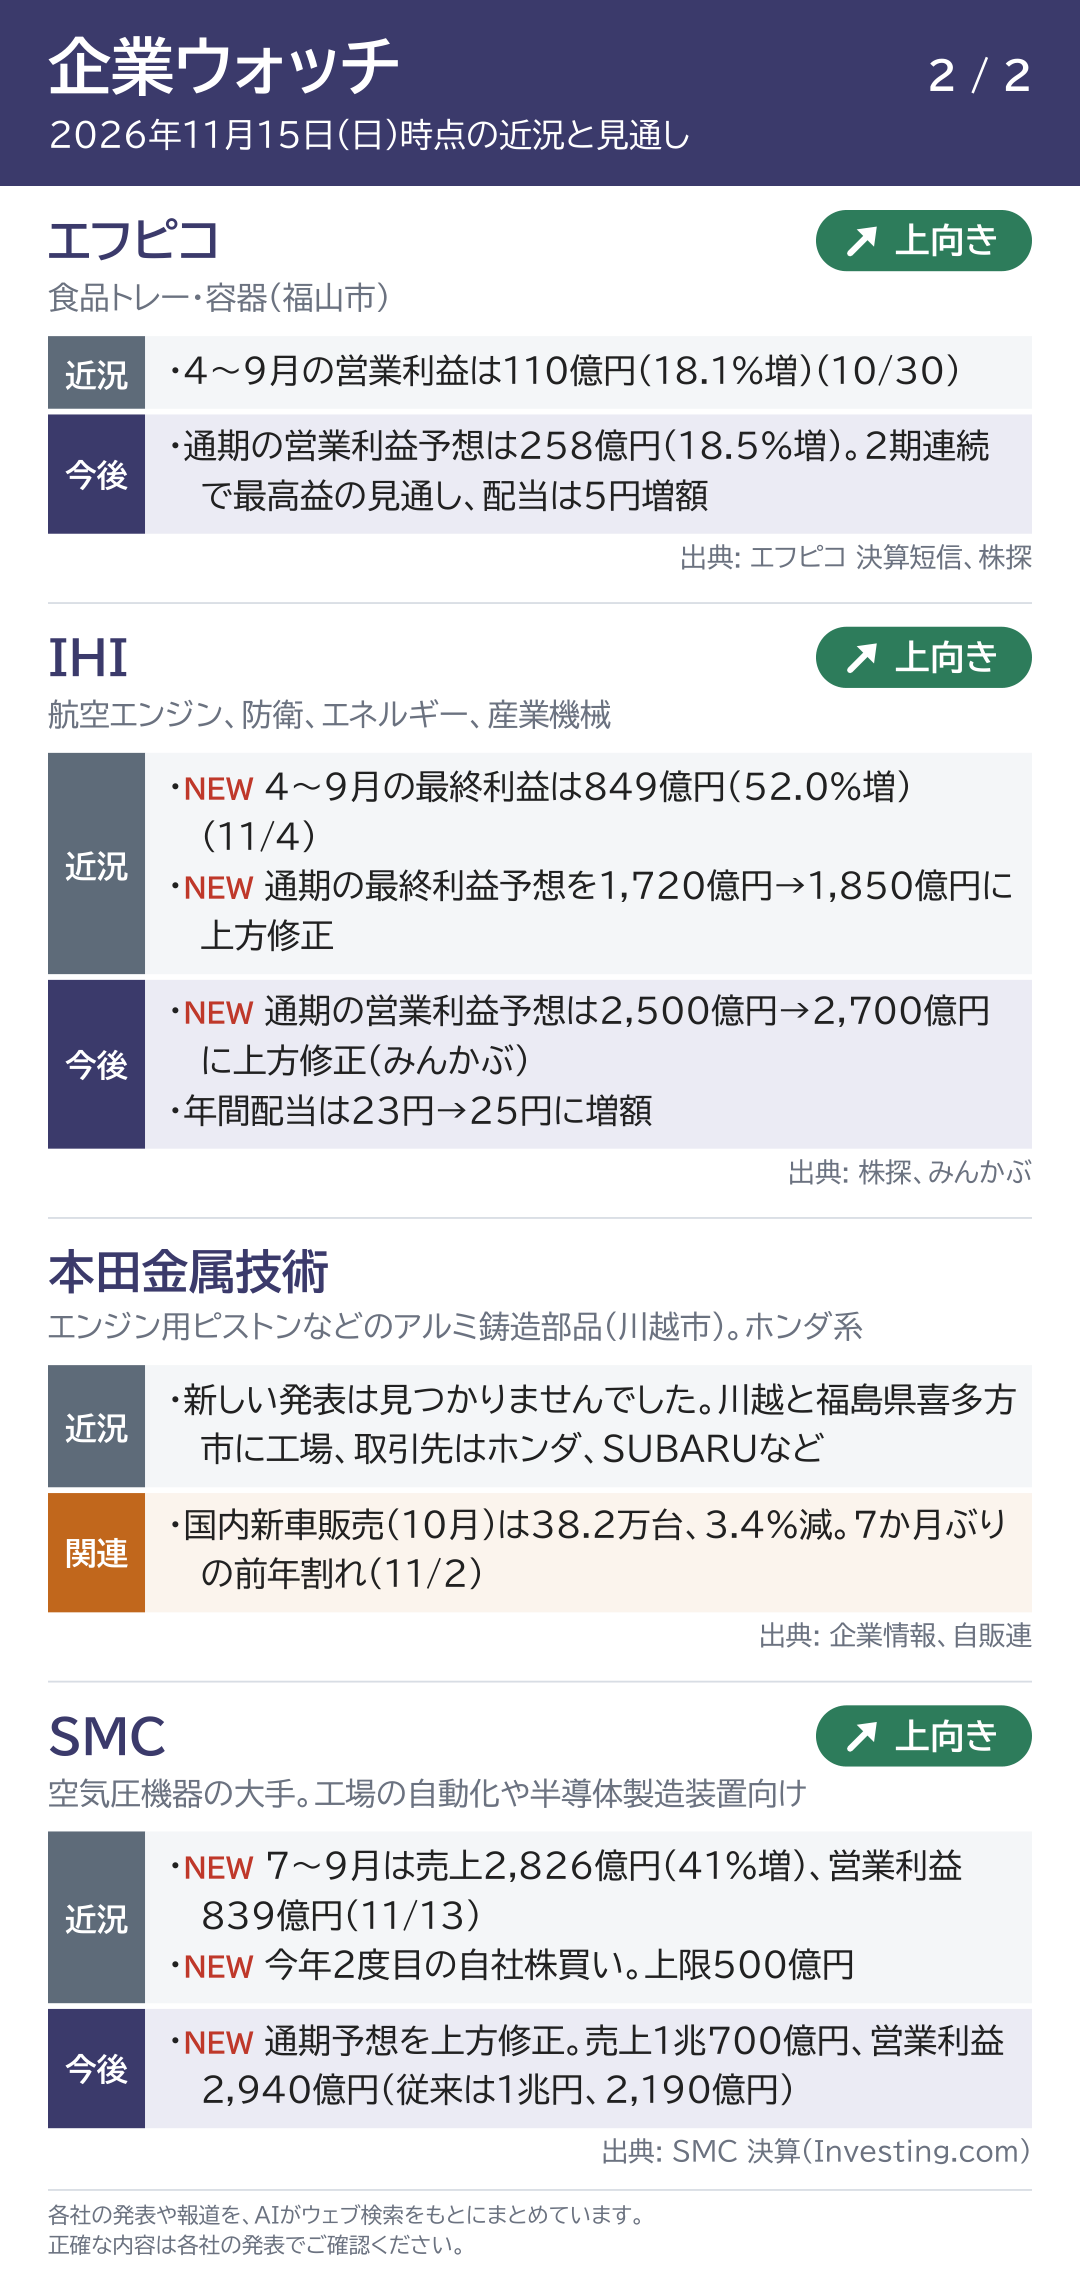 企業ウォッチ
2 / 2
2026年11月15日(日)時点の近況と見通し
エフピコ
上向き
食品トレー・容器(福山市)
近況
・4〜9月の営業利益は110億円(18.1%増)(10/30)
今後
・通期の営業利益予想は258億円(18.5%増)。2期連続
で最高益の見通し、配当は5円増額
出典: エフピコ 決算短信、株探
IHI
上向き
航空エンジン、防衛、エネルギー、産業機械
近況
・NEW 4〜9月の最終利益は849億円(52.0%増)
(11/4)
・NEW 通期の最終利益予想を1,720億円→1,850億円に
上方修正
今後
・NEW 通期の営業利益予想は2,500億円→2,700億円
に上方修正(みんかぶ)
・年間配当は23円→25円に増額
出典: 株探、みんかぶ
本田金属技術
エンジン用ピストンなどのアルミ鋳造部品(川越市)。ホンダ系
近況
・新しい発表は見つかりませんでした。川越と福島県喜多方
市に工場、取引先はホンダ、SUBARUなど
関連
・国内新車販売(10月)は38.2万台、3.4%減。7か月ぶり
の前年割れ(11/2)
出典: 企業情報、自販連
SMC
上向き
空気圧機器の大手。工場の自動化や半導体製造装置向け
近況
・NEW 7〜9月は売上2,826億円(41%増)、営業利益
839億円(11/13)
・NEW 今年2度目の自社株買い。上限500億円
今後
・NEW 通期予想を上方修正。売上1兆700億円、営業利益
2,940億円(従来は1兆円、2,190億円)
出典: SMC 決算(Investing.com)
各社の発表や報道を、AIがウェブ検索をもとにまとめています。
正確な内容は各社の発表でご確認ください。